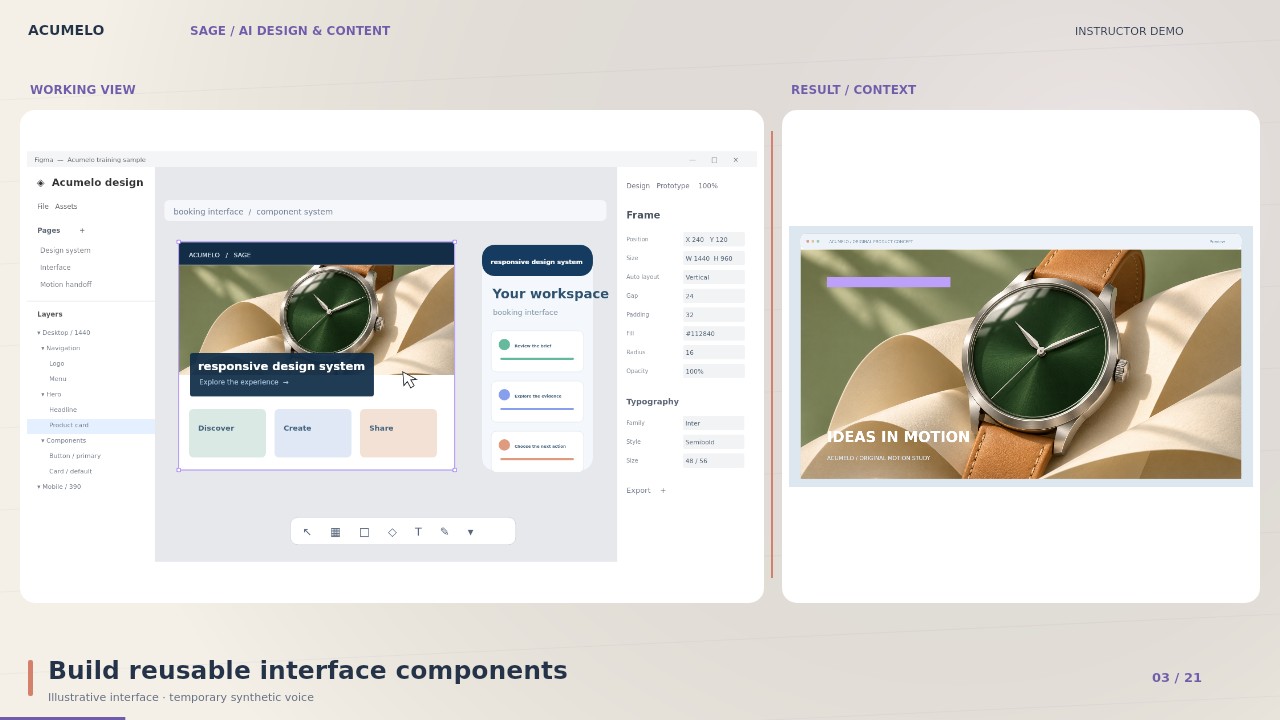 ACUMELO
SAGE / AI DESIGN & CONTENT
INSTRUCTOR DEMO
WORKING VIEW
RESULT / CONTEXT
Figma — Acumelo training sample
Acumelo design
File Assets
Pages +
Design system
Interface
Motion handoff
Layers
▾ Desktop / 1440
▾ Navigation
Logo
Menu
▾ Hero
Headline
Product card
▾ Components
Button / primary
Card / default
▾ Mobile / 390
booking interface / component system
ACUMELO / SAGE
responsive design system
Explore the experience →
Discover
Create
Share
responsive design system
Your workspace
booking interface
Review the brief
Explore the evidence
Choose the next action
Design Prototype 100%
Frame
Position X 240 Y 120
Size W 1440 H 960
Auto layout Vertical
Gap 24
Padding 32
Fill #112840
Radius 16
Opacity 100%
Typography
Family Inter
Style Semibold
Size 48 / 56
Export +
T
ACUMELO / ORIGINAL PRODUCT CONCEPT
Preview
IDEAS IN MOTION
ACUMELO / ORIGINAL MOTION STUDY
Build reusable interface components
Illustrative interface · temporary synthetic voice
03 / 21